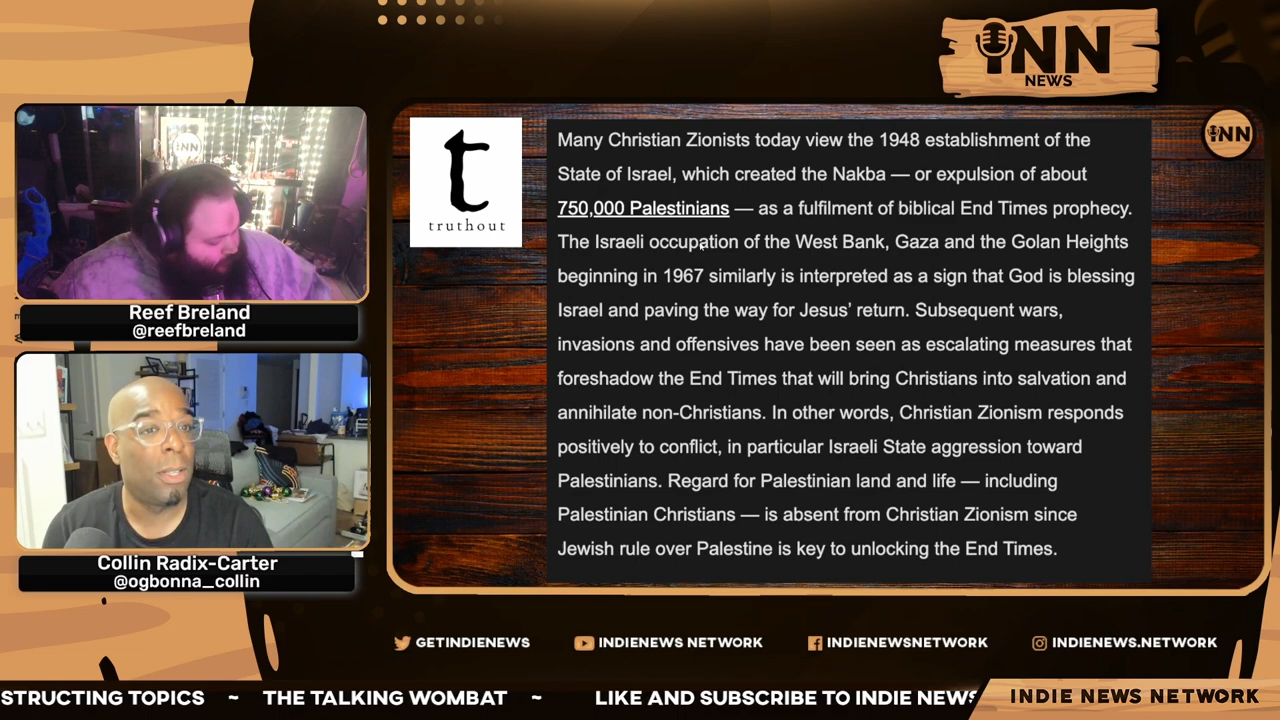 INN
NEWS
INN
t
truthout
Many Christian Zionists today view the 1948 establishment of the
State of Israel, which created the Nakba — or expulsion of about
750,000 Palestinians — as a fulfilment of biblical End Times prophecy.
The Israeli occupation of the West Bank, Gaza and the Golan Heights
beginning in 1967 similarly is interpreted as a sign that God is blessing
Israel and paving the way for Jesus’ return. Subsequent wars,
invasions and offensives have been seen as escalating measures that
foreshadow the End Times that will bring Christians into salvation and
annihilate non-Christians. In other words, Christian Zionism responds
positively to conflict, in particular Israeli State aggression toward
Palestinians. Regard for Palestinian land and life — including
Palestinian Christians — is absent from Christian Zionism since
Jewish rule over Palestine is key to unlocking the End Times.
Reef Breland
@reefbreland
Collin Radix-Carter
@ogbonna_collin
GETINDIENEWS
INDIENEWS NETWORK
INDIENEWSNETWORK
INDIENEWS.NETWORK
STRUCTING TOPICS ~ THE TALKING WOMBAT ~ LIKE AND SUBSCRIBE TO INDIE NEWS
INDIE NEWS NETWORK